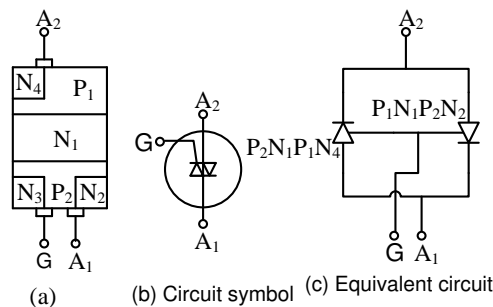 A2
N4 P1
N1
N3 P2 N2
G A1
(a)
A2
G
A1
(b) Circuit symbol
A2
P1N1P2N2
P2N1P1N4
G A1
(c) Equivalent circuit